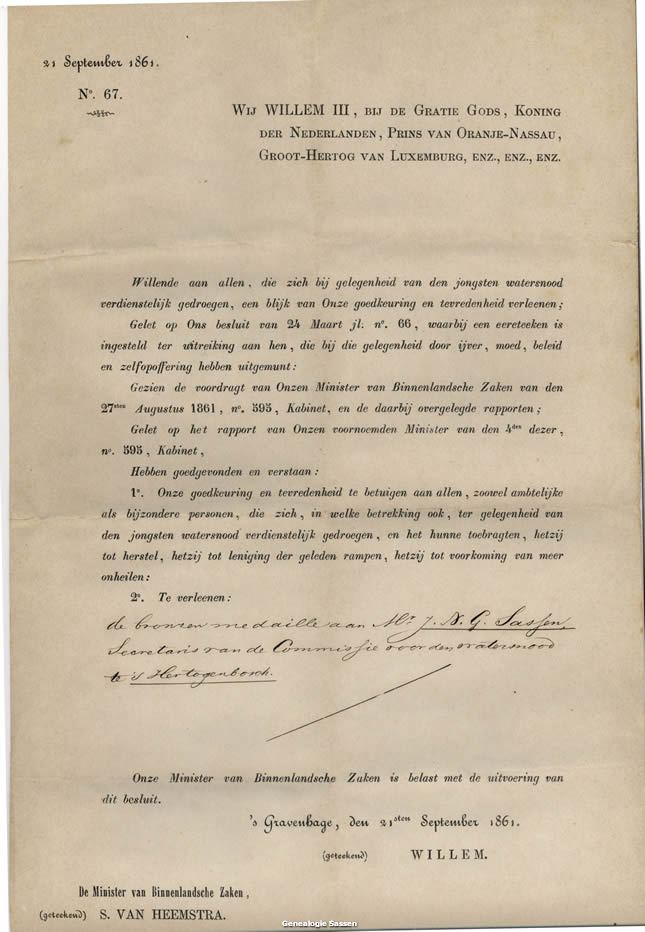 21 September 1861.
Nº. 67.
WIJ WILLEM III, BIJ DE GRATIE GODS, KONING
DER NEDERLANDEN, PRINS VAN ORANJE-NASSAU,
GROOT-HERTOG VAN LUXEMBURG, ENZ., ENZ., ENZ.
Willende aan allen, die zich bij gelegenheid van den jongsten watersnood
verdienstelijk gedroegen, een blijk van Onze goedkeuring en tevredenheid verleenen;
Gelet op Ons besluit van 24 Maart jl. nº. 66, waarbij een eereteeken is
ingesteld ter uitreiking aan hen, die bij die gelegenheid door ijver, moed, beleid
en zelfopoffering hebben uitgemunt:
Gezien de voordragt van Onzen Minister van Binnenlandsche Zaken van den
27sten Augustus 1861, nº. 595, Kabinet, en de daarbij overgelegde rapporten;
Gelet op het rapport van Onzen voornoemden Minister van den 4den dezer,
nº. 595, Kabinet,
Hebben goedgevonden en verstaan:
1º. Onze goedkeuring en tevredenheid te betuigen aan allen, zoowel ambtelijke
als bijzondere personen, die zich, in welke betrekking ook, ter gelegenheid van
den jongsten watersnood verdienstelijk gedroegen, en het hunne toebragten, hetzij
tot herstel, hetzij tot leniging der geleden rampen, hetzij tot voorkoming van meer
onheilen:
2º. Te verleenen:
de bronzen medaille aan Mr. J. N. G. Sassen,
Secretaris van de Commissie voor den watersnood
te 's Hertogenbosch.
Onze Minister van Binnenlandsche Zaken is belast met de uitvoering van
dit besluit.
's Gravenhage, den 21sten September 1861.
(geteekend) WILLEM.
De Minister van Binnenlandsche Zaken,
(geteekend) S. VAN HEEMSTRA.
Genealogie Sassen